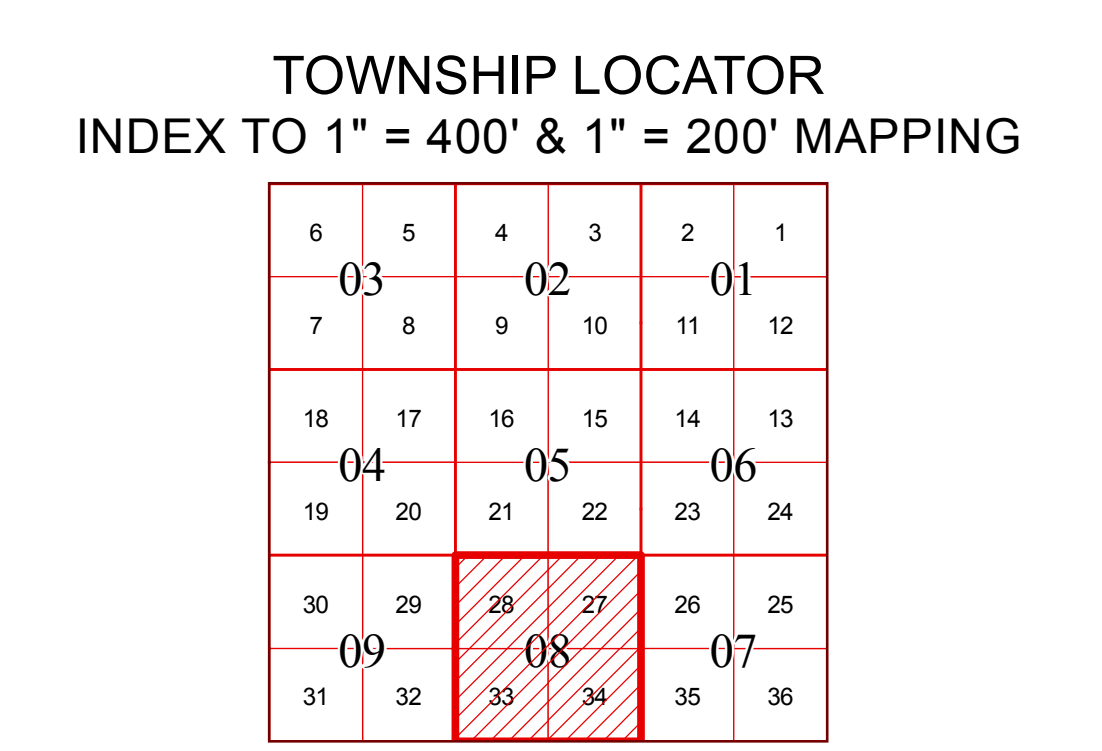 TOWNSHIP LOCATOR
INDEX TO 1" = 400' & 1" = 200' MAPPING
6 5 4 3 2 1
03 02 01
7 8 9 10 11 12
18 17 16 15 14 13
04 05 06
19 20 21 22 23 24
30 29 28 27 26 25
09 08 07
31 32 33 34 35 36